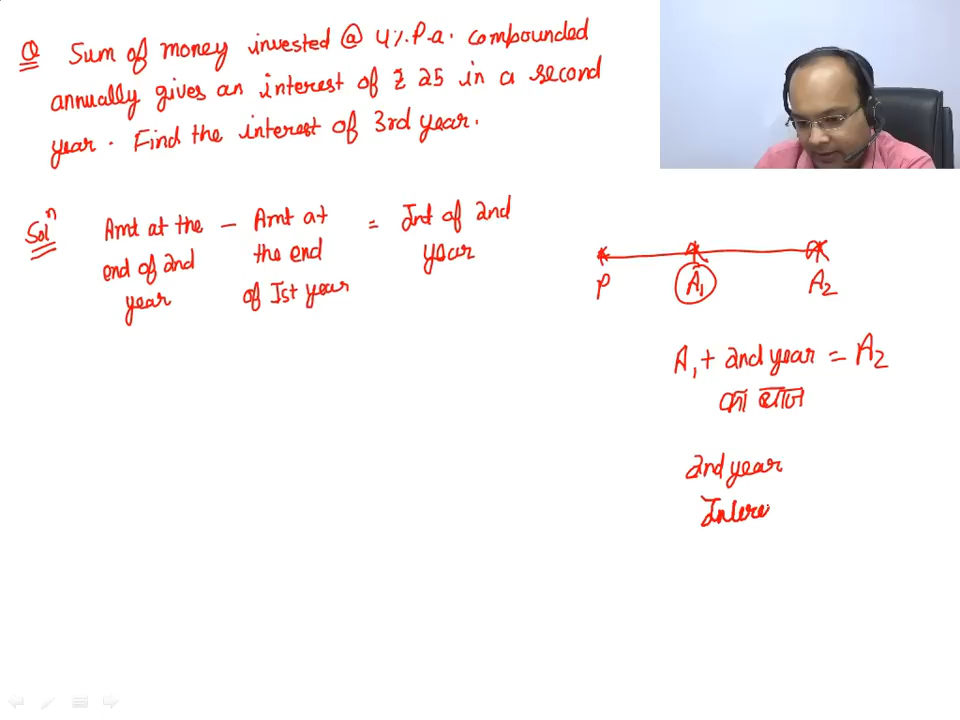 Q Sum of money invested @ 4%.P.a. compounded
annually gives an interest of ₹ 25 in a second
year. Find the interest of 3rd year.
Solⁿ Amt at the end of 2nd year - Amt at the end of Ist year = Int of 2nd year
P A₁ A₂
A₁ + 2nd year = A₂
का ब्याज
2nd year
Intere